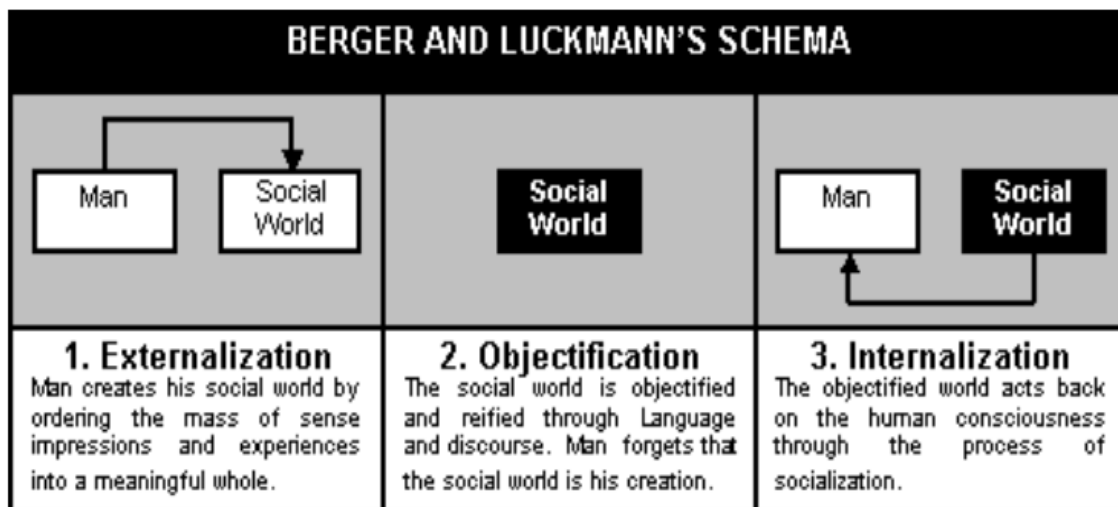 BERGER AND LUCKMANN'S SCHEMA
Man
Social
World
Social
World
Man
Social
World
1. Externalization
Man creates his social world by
ordering the mass of sense
impressions and experiences
into a meaningful whole.
2. Objectification
The social world is objectified
and reified through Language
and discourse. Man forgets that
the social world is his creation.
3. Internalization
The objectified world acts back
on the human consciousness
through the process of
socialization.